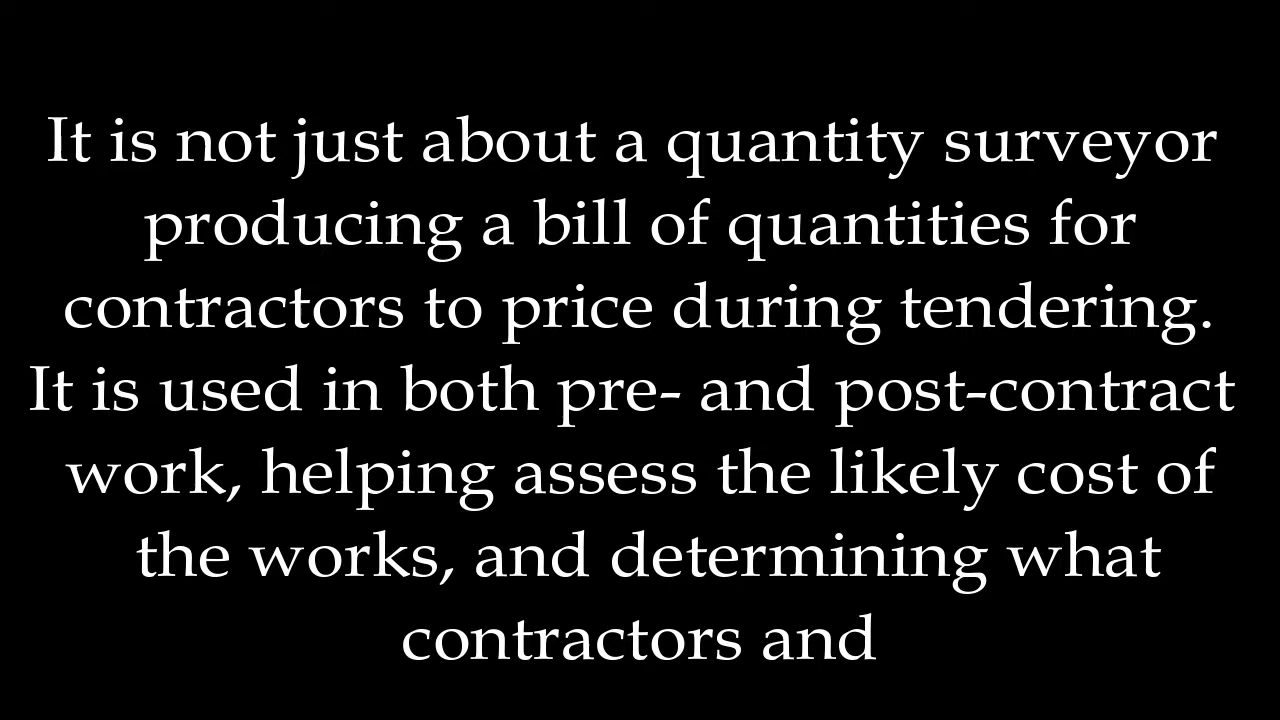 It is not just about a quantity surveyor
producing a bill of quantities for
contractors to price during tendering.
It is used in both pre- and post-contract
work, helping assess the likely cost of
the works, and determining what
contractors and